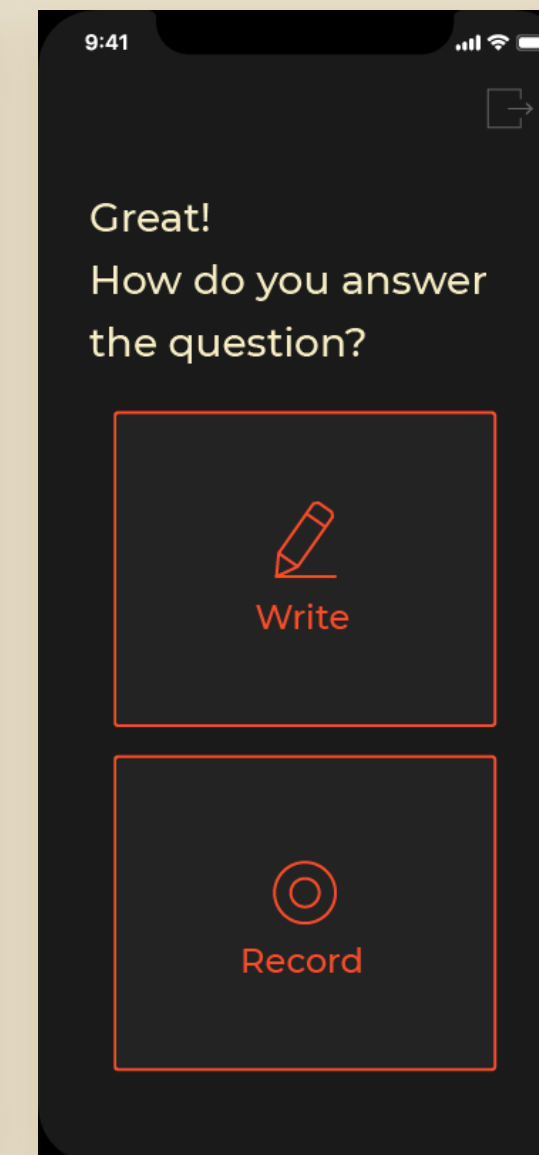 9:41
Great!
How do you answer
the question?
Write
Record